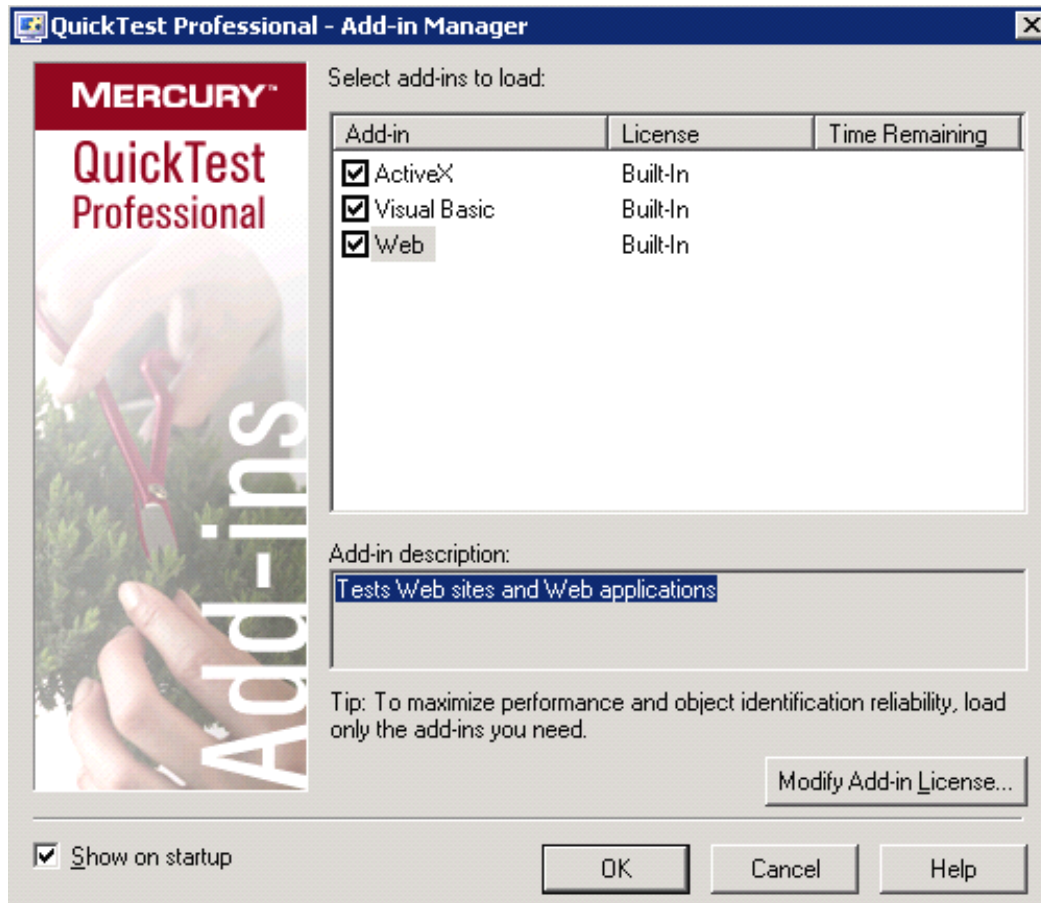 QuickTest Professional - Add-in Manager
MERCURY™
QuickTest
Professional
Add-ins
Select add-ins to load:
Add-in License Time Remaining
ActiveX Built-In
Visual Basic Built-In
Web Built-In
Add-in description:
Tests Web sites and Web applications
Tip: To maximize performance and object identification reliability, load
only the add-ins you need.
Modify Add-in License...
Show on startup
OK Cancel Help